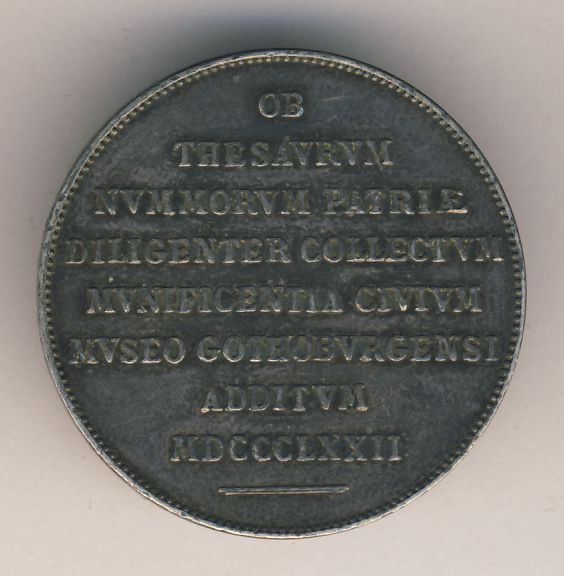 OB
THESAVRVM
NVMMORVM PATRIÆ
DILIGENTER COLLECTVM
MVNIFICENTIA CIVIVM
MVSEO GOTHOBVRGENSI
ADDITVM
MDCCCLXXII